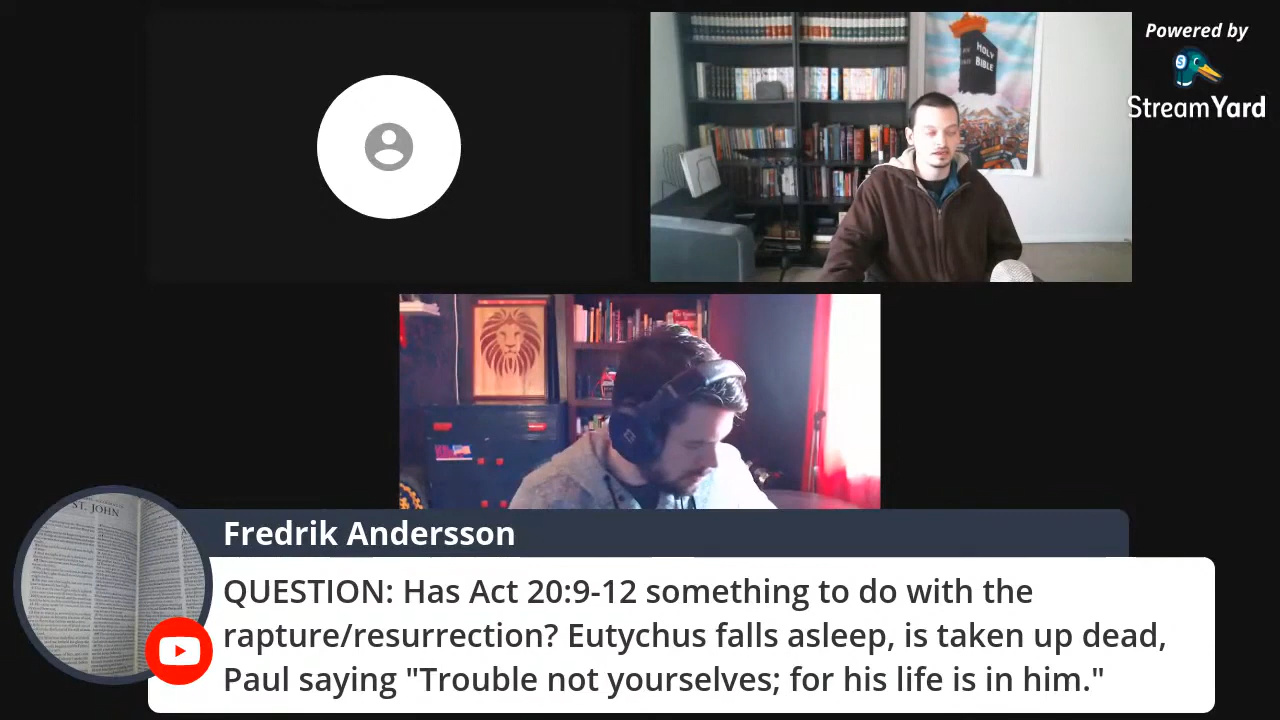 Powered by
StreamYard
HOLY
BIBLE
ST. JOHN
Fredrik Andersson
QUESTION: Has Act 20:9-12 something to do with the
rapture/resurrection? Eutychus falls asleep, is taken up dead,
Paul saying "Trouble not yourselves; for his life is in him."